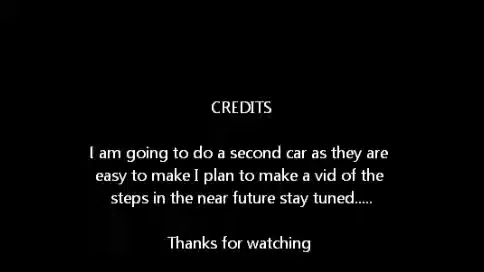 CREDITS
I am going to do a second car as they are
easy to make I plan to make a vid of the
steps in the near future stay tuned.....
Thanks for watching